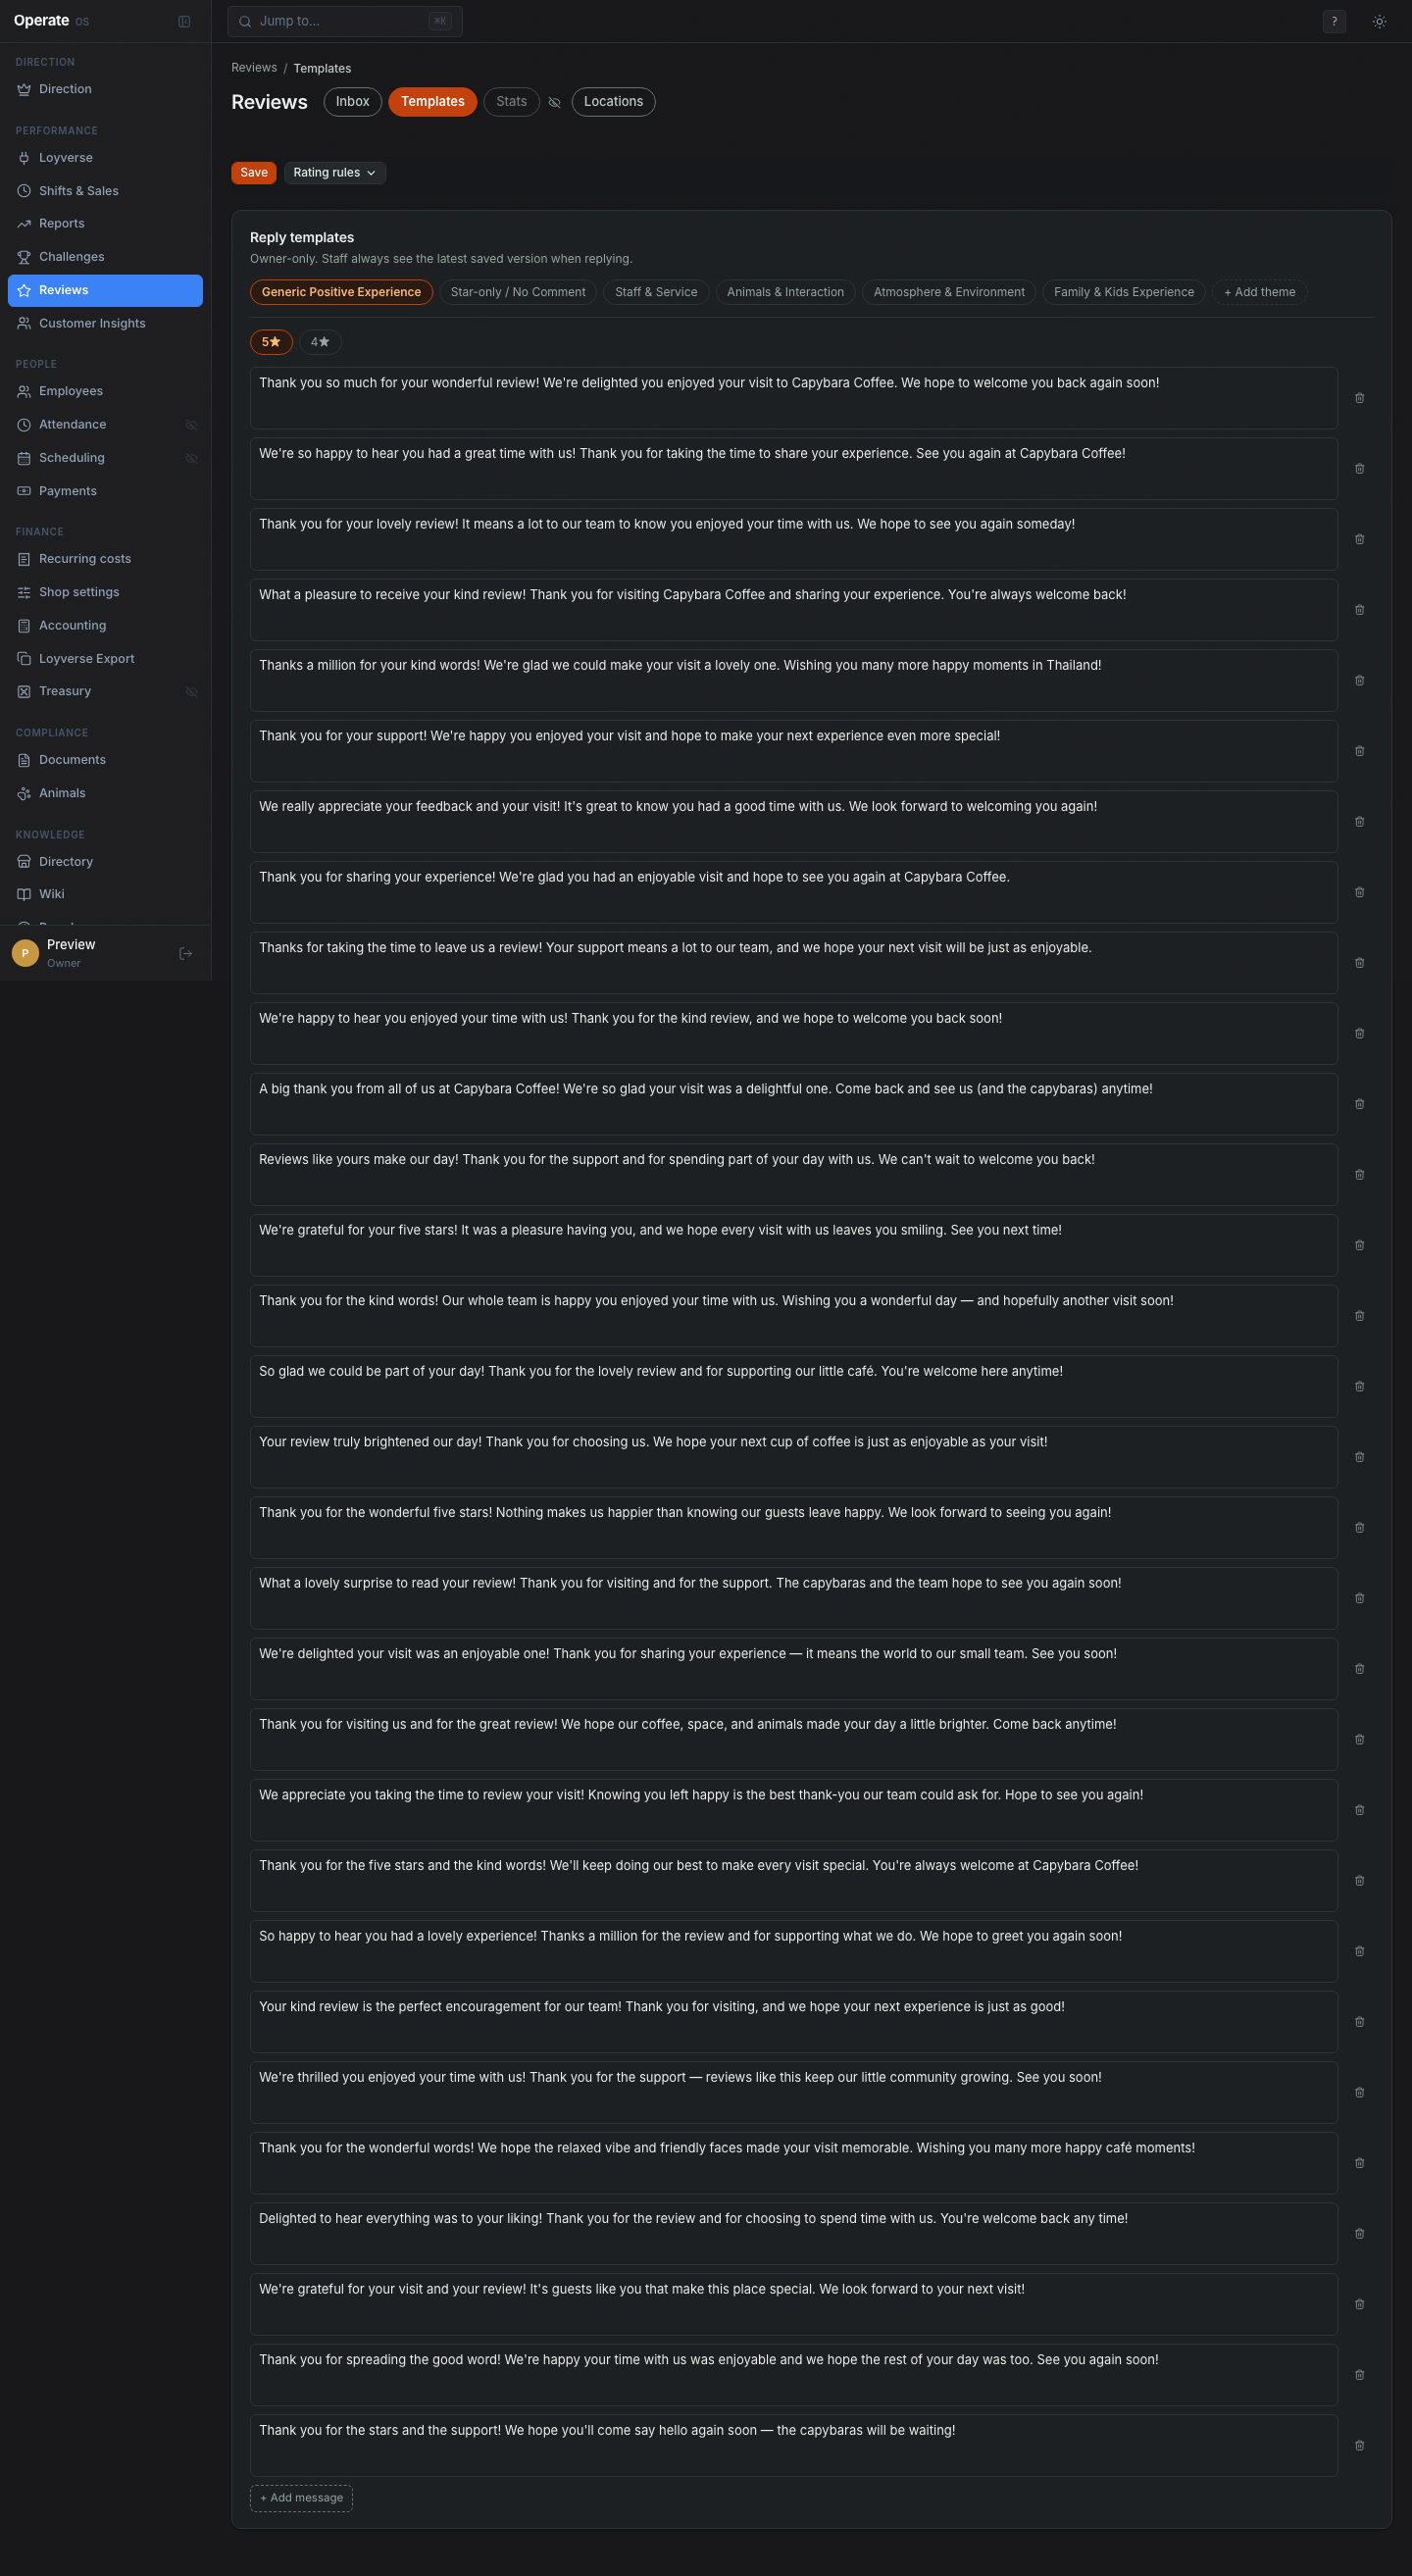 Operate OS
Jump to...
⌘K
?
DIRECTION
Direction
PERFORMANCE
Loyverse
Shifts & Sales
Reports
Challenges
Reviews
Customer Insights
PEOPLE
Employees
Attendance
Scheduling
Payments
FINANCE
Recurring costs
Shop settings
Accounting
Loyverse Export
Treasury
COMPLIANCE
Documents
Animals
KNOWLEDGE
Directory
Wiki
P
Preview
Owner
Reviews / Templates
Reviews
Inbox
Templates
Stats
Locations
Save
Rating rules
Reply templates
Owner-only. Staff always see the latest saved version when replying.
Generic Positive Experience
Star-only / No Comment
Staff & Service
Animals & Interaction
Atmosphere & Environment
Family & Kids Experience
+ Add theme
5★
4★
Thank you so much for your wonderful review! We're delighted you enjoyed your visit to Capybara Coffee. We hope to welcome you back again soon!
We're so happy to hear you had a great time with us! Thank you for taking the time to share your experience. See you again at Capybara Coffee!
Thank you for your lovely review! It means a lot to our team to know you enjoyed your time with us. We hope to see you again someday!
What a pleasure to receive your kind review! Thank you for visiting Capybara Coffee and sharing your experience. You're always welcome back!
Thanks a million for your kind words! We're glad we could make your visit a lovely one. Wishing you many more happy moments in Thailand!
Thank you for your support! We're happy you enjoyed your visit and hope to make your next experience even more special!
We really appreciate your feedback and your visit! It's great to know you had a good time with us. We look forward to welcoming you again!
Thank you for sharing your experience! We're glad you had an enjoyable visit and hope to see you again at Capybara Coffee.
Thanks for taking the time to leave us a review! Your support means a lot to our team, and we hope your next visit will be just as enjoyable.
We're happy to hear you enjoyed your time with us! Thank you for the kind review, and we hope to welcome you back soon!
A big thank you from all of us at Capybara Coffee! We're so glad your visit was a delightful one. Come back and see us (and the capybaras) anytime!
Reviews like yours make our day! Thank you for the support and for spending part of your day with us. We can't wait to welcome you back!
We're grateful for your five stars! It was a pleasure having you, and we hope every visit with us leaves you smiling. See you next time!
Thank you for the kind words! Our whole team is happy you enjoyed your time with us. Wishing you a wonderful day — and hopefully another visit soon!
So glad we could be part of your day! Thank you for the lovely review and for supporting our little café. You're welcome here anytime!
Your review truly brightened our day! Thank you for choosing us. We hope your next cup of coffee is just as enjoyable as your visit!
Thank you for the wonderful five stars! Nothing makes us happier than knowing our guests leave happy. We look forward to seeing you again!
What a lovely surprise to read your review! Thank you for visiting and for the support. The capybaras and the team hope to see you again soon!
We're delighted your visit was an enjoyable one! Thank you for sharing your experience — it means the world to our small team. See you soon!
Thank you for visiting us and for the great review! We hope our coffee, space, and animals made your day a little brighter. Come back anytime!
We appreciate you taking the time to review your visit! Knowing you left happy is the best thank-you our team could ask for. Hope to see you again!
Thank you for the five stars and the kind words! We'll keep doing our best to make every visit special. You're always welcome at Capybara Coffee!
So happy to hear you had a lovely experience! Thanks a million for the review and for supporting what we do. We hope to greet you again soon!
Your kind review is the perfect encouragement for our team! Thank you for visiting, and we hope your next experience is just as good!
We're thrilled you enjoyed your time with us! Thank you for the support — reviews like this keep our little community growing. See you soon!
Thank you for the wonderful words! We hope the relaxed vibe and friendly faces made your visit memorable. Wishing you many more happy café moments!
Delighted to hear everything was to your liking! Thank you for the review and for choosing to spend time with us. You're welcome back any time!
We're grateful for your visit and your review! It's guests like you that make this place special. We look forward to your next visit!
Thank you for spreading the good word! We're happy your time with us was enjoyable and we hope the rest of your day was too. See you again soon!
Thank you for the stars and the support! We hope you'll come say hello again soon — the capybaras will be waiting!
+ Add message